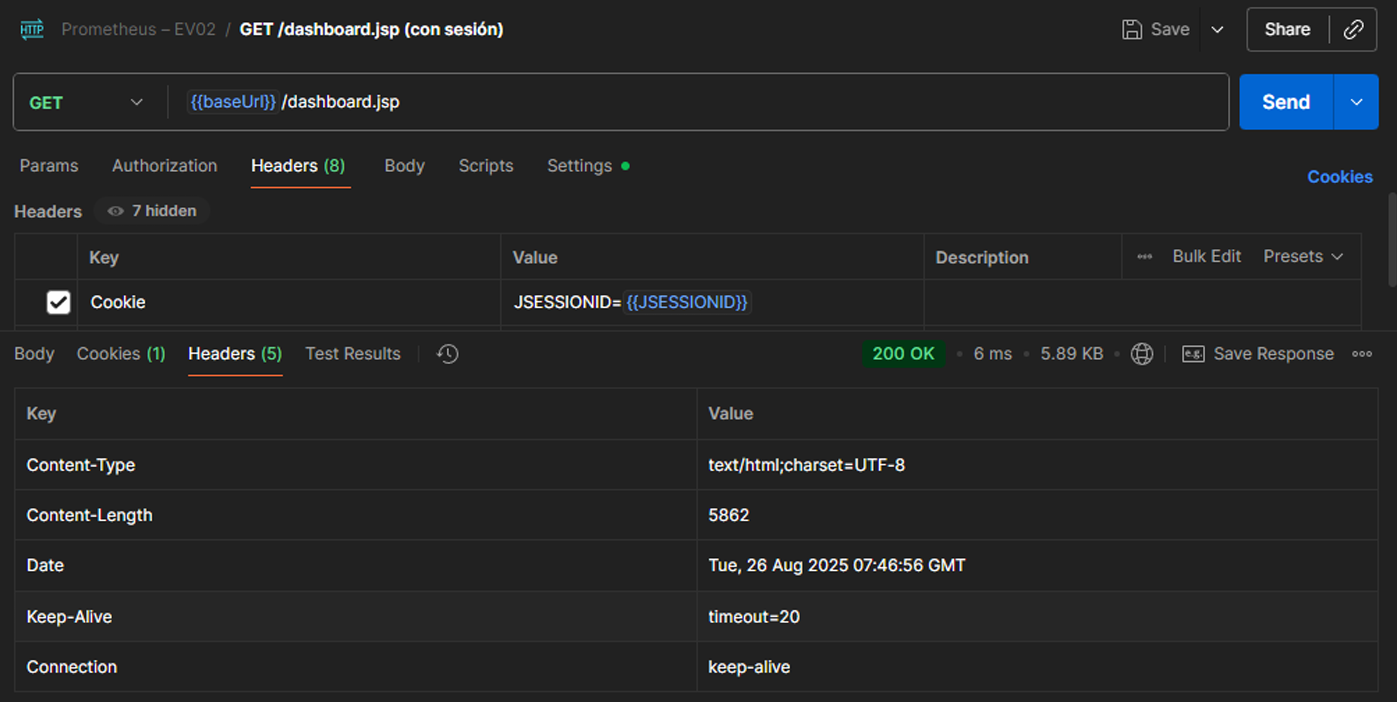 HTTP Prometheus – EV02 / GET /dashboard.jsp (con sesión) Save Share
GET {{baseUrl}} /dashboard.jsp Send
Params Authorization Headers (8) Body Scripts Settings Cookies
Headers 7 hidden
Key Value Description Bulk Edit Presets
Cookie JSESSIONID= {{JSESSIONID}}
Body Cookies (1) Headers (5) Test Results 200 OK 6 ms 5.89 KB e.g. Save Response
Key Value
Content-Type text/html;charset=UTF-8
Content-Length 5862
Date Tue, 26 Aug 2025 07:46:56 GMT
Keep-Alive timeout=20
Connection keep-alive